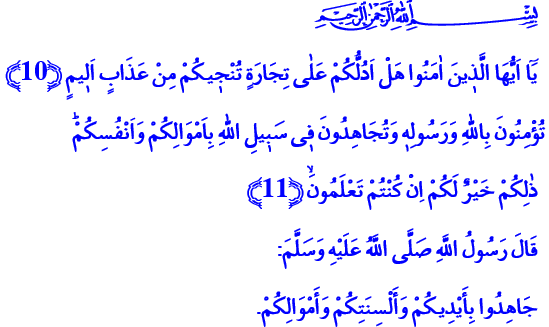 بِسْمِ اللّٰهِ الرَّحْمٰنِ الرَّحِيمِ
يَٓا اَيُّهَا الَّذ۪ينَ اٰمَنُوا هَلْ اَدُلُّكُمْ عَلٰى تِجَارَةٍ تُنْج۪يكُمْ مِنْ عَذَابٍ اَل۪يمٍ ﴿10﴾
تُؤْمِنُونَ بِاللّٰهِ وَرَسُولِه۪ وَتُجَاهِدُونَ ف۪ي سَب۪يلِ اللّٰهِ بِاَمْوَالِكُمْ وَاَنْفُسِكُمْۜ
ذٰلِكُمْ خَيْرٌ لَكُمْ اِنْ كُنْتُمْ تَعْلَمُونَۙ ﴿11﴾
قَالَ رَسُولُ اللَّهِ صَلَّى اللَّهُ عَلَيْهِ وَسَلَّمَ:
جَاهِدُوا بِأَيْدِيكُمْ وَأَلْسِنَتِكُمْ وَأَمْوَالِكُمْ.